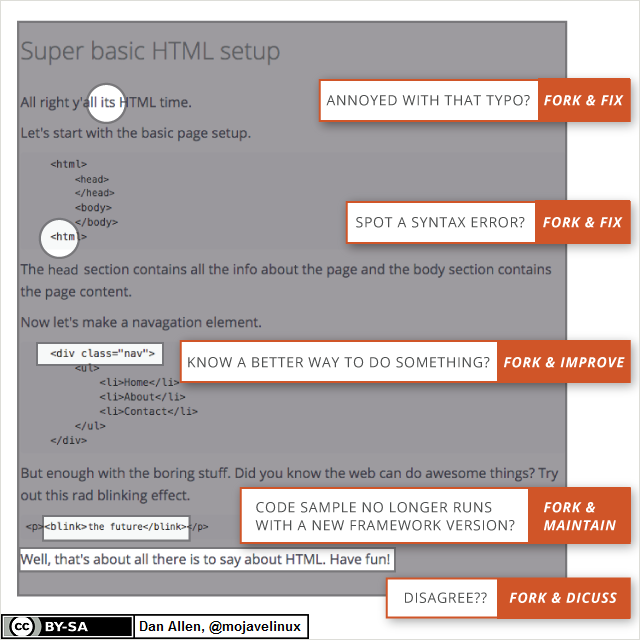 Super basic HTML setup
All right y'all its HTML time.
ANNOYED WITH THAT TYPO? FORK & FIX
Let's start with the basic page setup.
<html>
<head>
</head>
<body>
</body>
<html>
SPOT A SYNTAX ERROR? FORK & FIX
The head section contains all the info about the page and the body section contains
the page content.
Now let's make a navagation element.
<div class="nav">
KNOW A BETTER WAY TO DO SOMETHING? FORK & IMPROVE
<ul>
<li>Home</li>
<li>About</li>
<li>Contact</li>
</ul>
</div>
But enough with the boring stuff. Did you know the web can do awesome things? Try
out this rad blinking effect.
<p><blink>the future</blink></p>
CODE SAMPLE NO LONGER RUNS
WITH A NEW FRAMEWORK VERSION?
FORK &
MAINTAIN
Well, that's about all there is to say about HTML. Have fun!
DISAGREE?? FORK & DICUSS
cc BY-SA Dan Allen, @mojavelinux